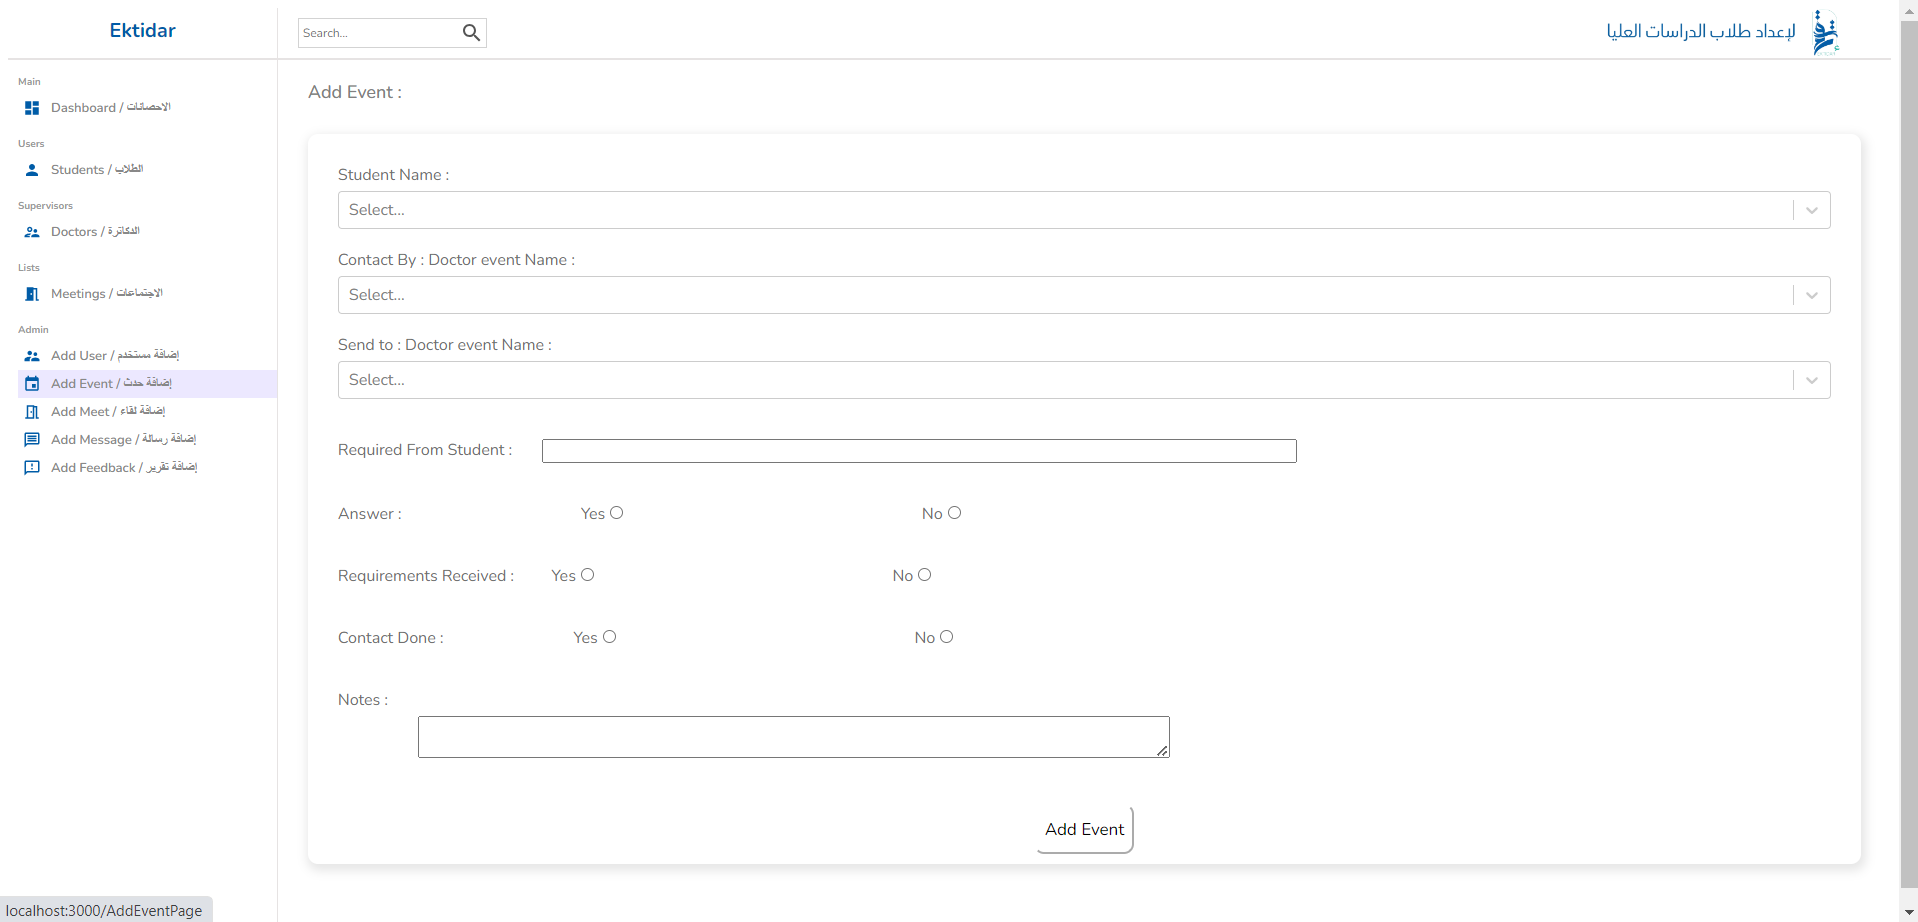 Ektidar
Search...
لإعداد طلاب الدراسات العليا
Main
Dashboard / الاحصائات
Users
Students / الطلاب
Supervisors
Doctors / الدكاترة
Lists
Meetings / الاجتماعات
Admin
Add User / إضافة مستخدم
Add Event / إضافة حدث
Add Meet / إضافة لقاء
Add Message / إضافة رسالة
Add Feedback / إضافة تقرير
Add Event :
Student Name :
Select...
Contact By : Doctor event Name :
Select...
Send to : Doctor event Name :
Select...
Required From Student :
Answer : Yes No
Requirements Received : Yes No
Contact Done : Yes No
Notes :
Add Event
localhost:3000/AddEventPage